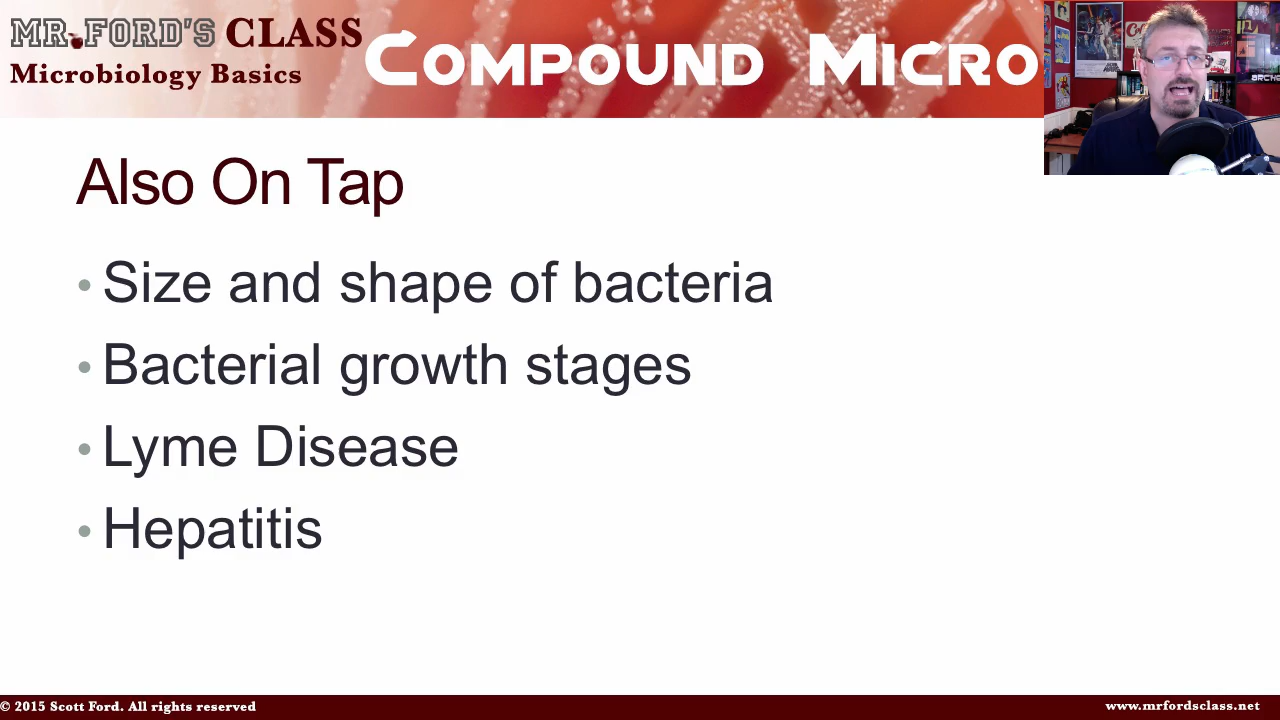 MR. FORD'S CLASS
Microbiology Basics
COMPOUND MICRO
Also On Tap
• Size and shape of bacteria
• Bacterial growth stages
• Lyme Disease
• Hepatitis
© 2015 Scott Ford. All rights reserved
www.mrfordsclass.net